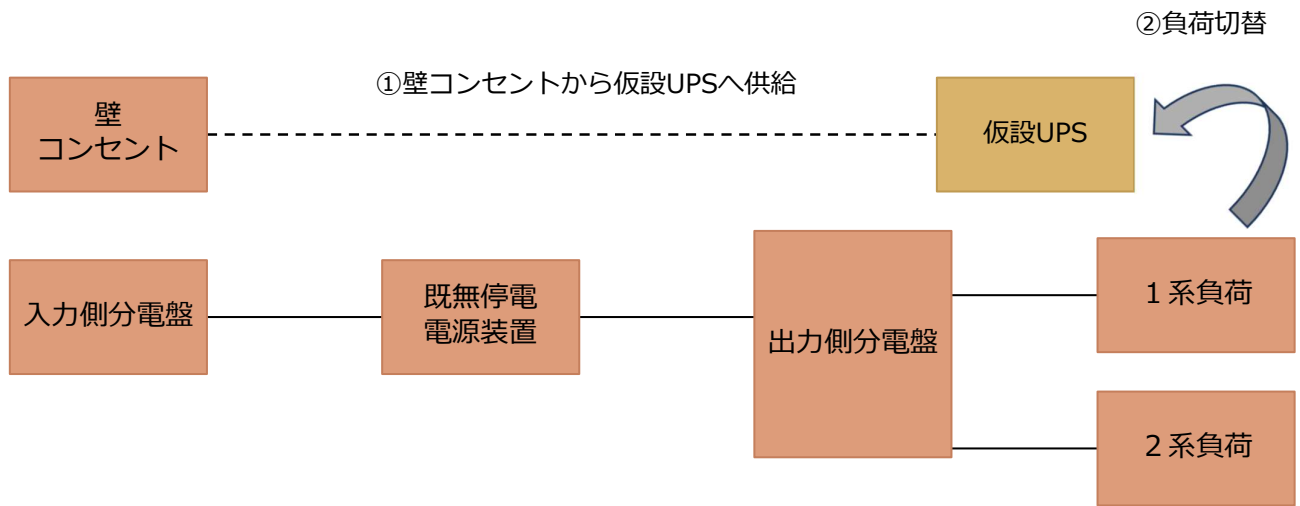 ②負荷切替
①壁コンセントから仮設UPSへ供給
壁
コンセント
仮設UPS
入力側分電盤
既無停電
電源装置
出力側分電盤
１系負荷
２系負荷